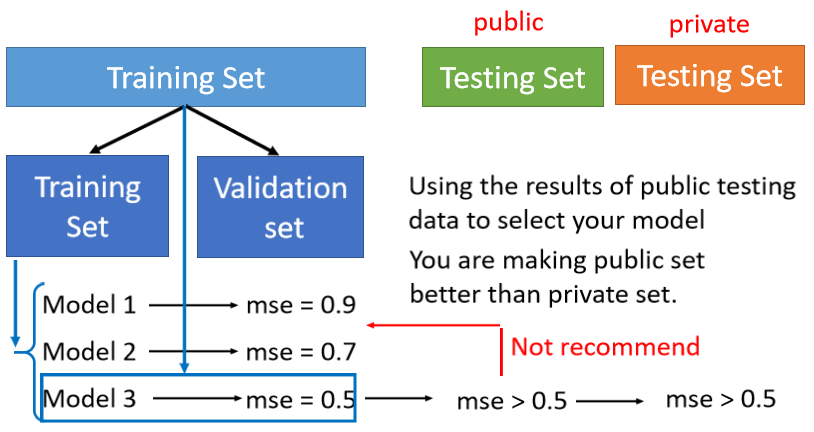 public
private
Training Set
Testing Set
Testing Set
Training
Set
Validation
set
Using the results of public testing
data to select your model
You are making public set
better than private set.
Model 1
mse = 0.9
Model 2
mse = 0.7
Not recommend
Model 3
mse = 0.5
mse > 0.5
mse > 0.5